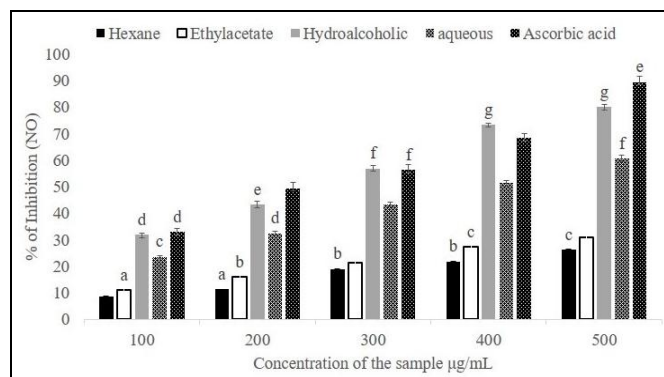 Hexane Ethylacetate Hydroalcoholic aqueous Ascorbic acid
% of Inhibition (NO)
100
90
80
70
60
50
40
30
20
10
0
a d c d
a b e d
b f f
b c g
c g f e
100 200 300 400 500
Concentration of the sample µg/mL